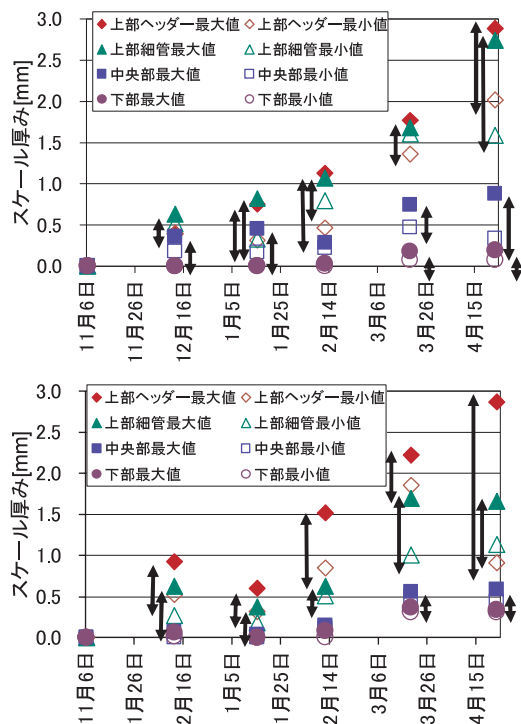 スケール厚み[mm]
3.0
2.5
2.0
1.5
1.0
0.5
0.0
上部ヘッダー最大値 上部ヘッダー最小値
上部細管最大値 上部細管最小値
中央部最大値 中央部最小値
下部最大値 下部最小値
11月6日 11月26日 12月16日 1月5日 1月25日 2月14日 3月6日 3月26日 4月15日
スケール厚み[mm]
3.0
2.5
2.0
1.5
1.0
0.5
0.0
上部ヘッダー最大値 上部ヘッダー最小値
上部細管最大値 上部細管最小値
中央部最大値 中央部最小値
下部最大値 下部最小値
11月6日 11月26日 12月16日 1月5日 1月25日 2月14日 3月6日 3月26日 4月15日